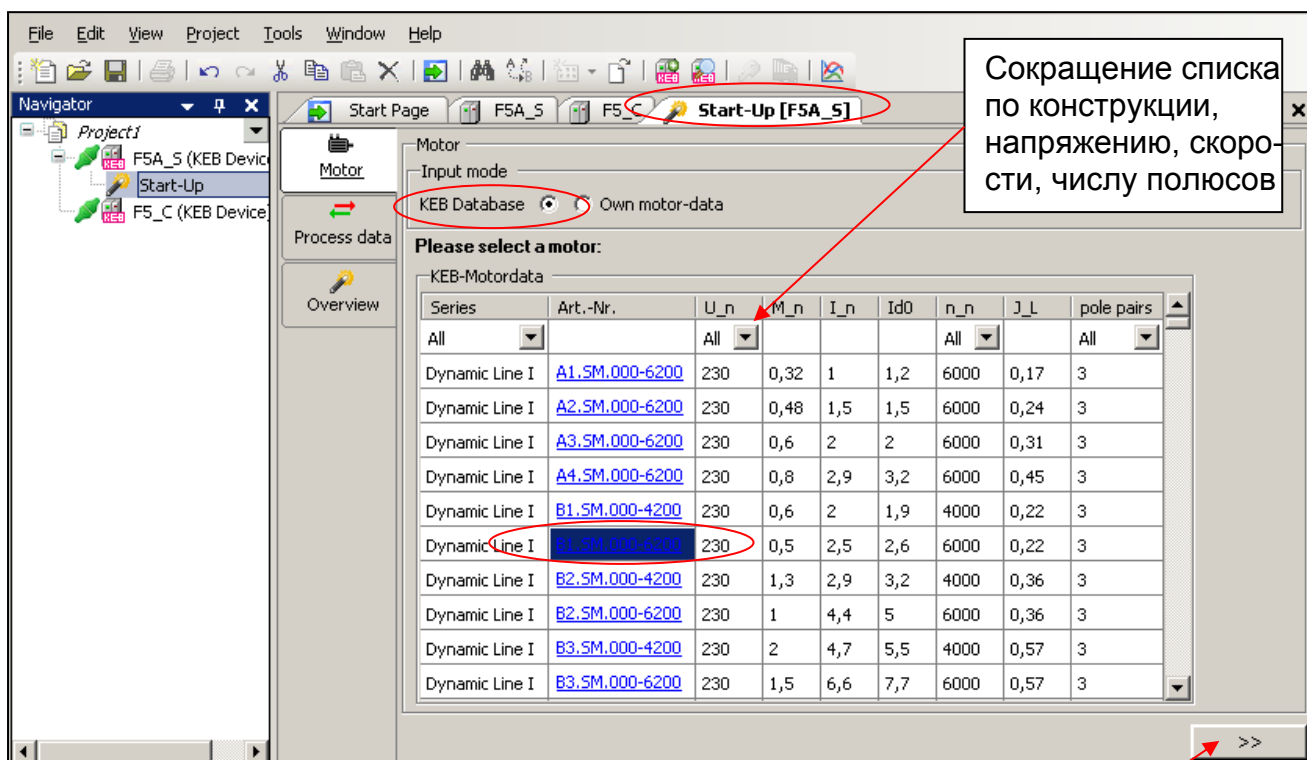 File Edit View Project Tools Window Help
Сокращение списка
по конструкции,
напряжению, скоро-
сти, числу полюсов
Navigator
Start Page F5A_S F5_C Start-Up [F5A_S]
Project1
F5A_S (KEB Devic
Start-Up
F5_C (KEB Device
Motor
Process data
Overview
Motor
Input mode
KEB Database Own motor-data
Please select a motor:
KEB-Motordata
Series Art.-Nr. U_n M_n I_n Id0 n_n J_L pole pairs
All All All All
Dynamic Line I A1.SM.000-6200 230 0,32 1 1,2 6000 0,17 3
Dynamic Line I A2.SM.000-6200 230 0,48 1,5 1,5 6000 0,24 3
Dynamic Line I A3.SM.000-6200 230 0,6 2 2 6000 0,31 3
Dynamic Line I A4.SM.000-6200 230 0,8 2,9 3,2 6000 0,45 3
Dynamic Line I B1.SM.000-4200 230 0,6 2 1,9 4000 0,22 3
Dynamic Line I B1.SM.000-6200 230 0,5 2,5 2,6 6000 0,22 3
Dynamic Line I B2.SM.000-4200 230 1,3 2,9 3,2 4000 0,36 3
Dynamic Line I B2.SM.000-6200 230 1 4,4 5 6000 0,36 3
Dynamic Line I B3.SM.000-4200 230 2 4,7 5,5 4000 0,57 3
Dynamic Line I B3.SM.000-6200 230 1,5 6,6 7,7 6000 0,57 3
>>